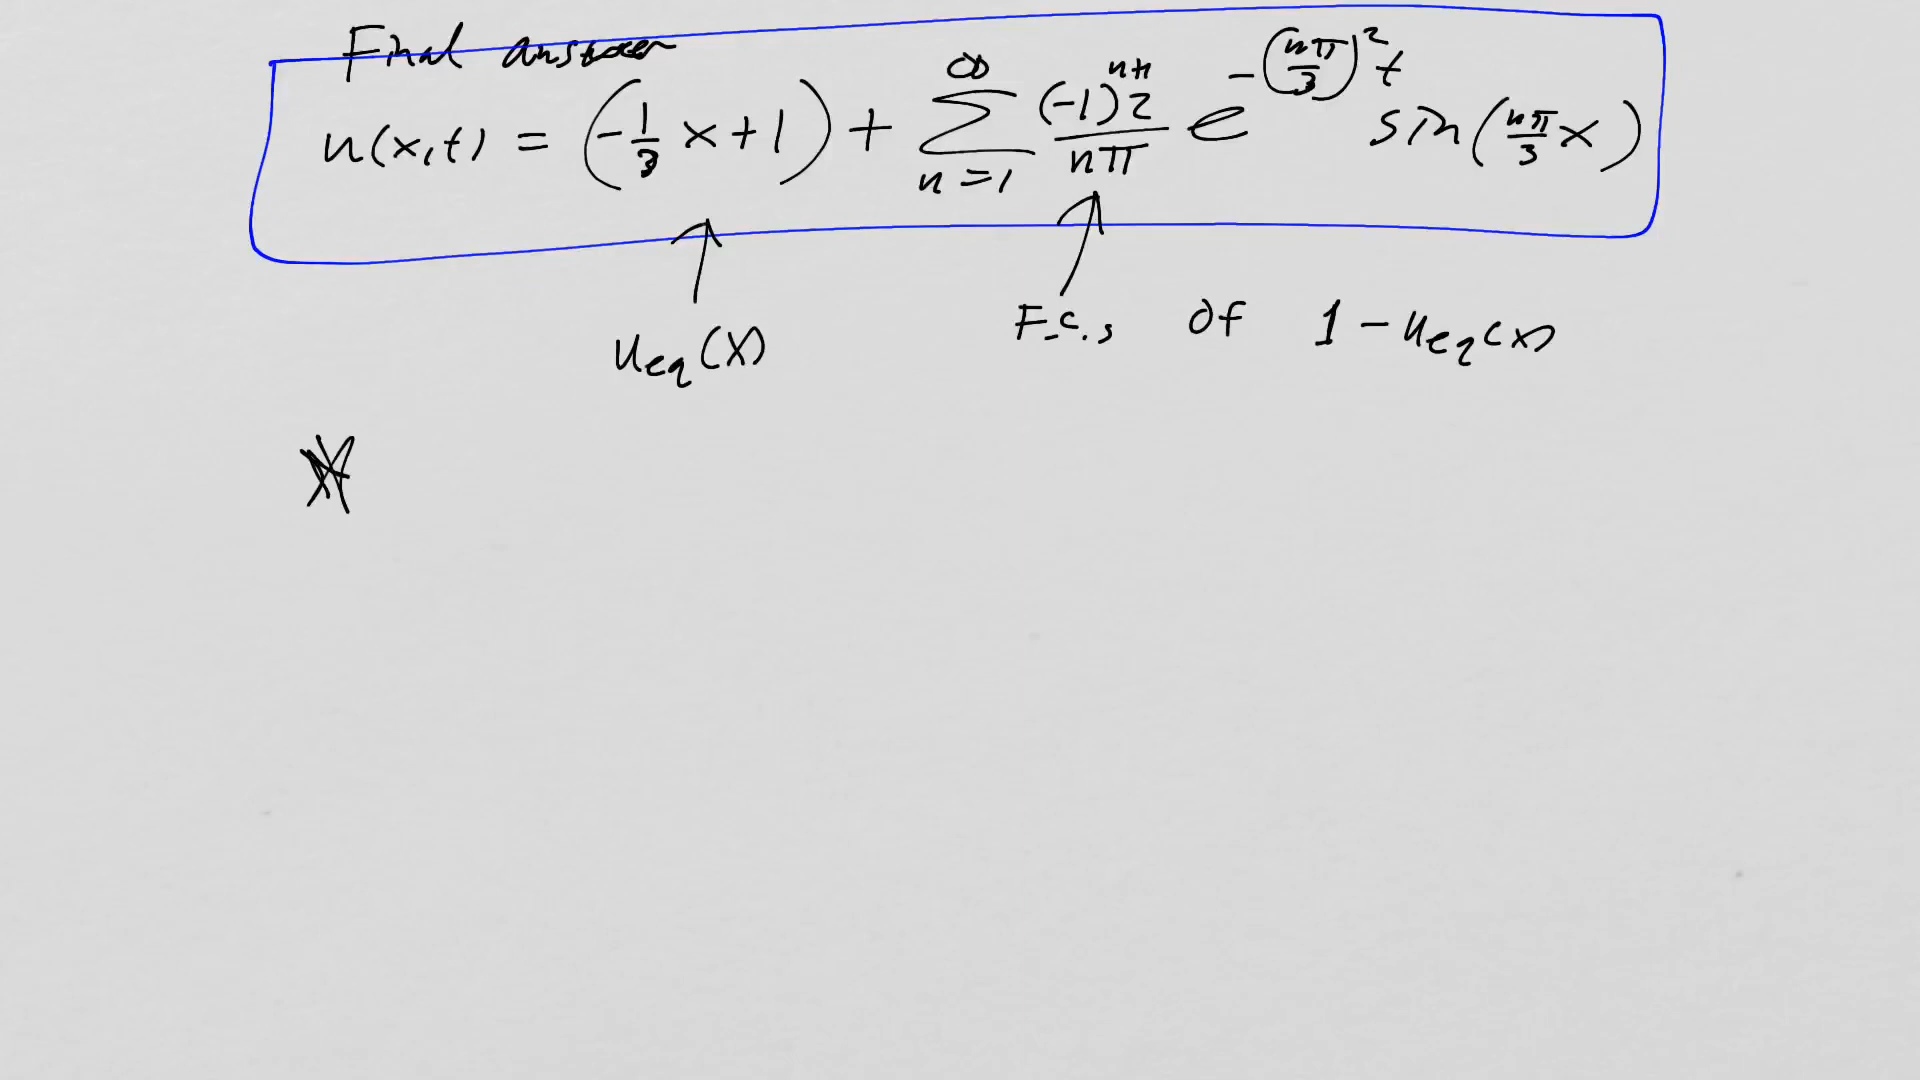 Final answer
u(x,t) = (-1/3 x + 1) + ∑_{n=1}^{∞} (-1)^{n+1} 2 / nπ e^{-(nπ/3)^2 t} sin(nπ/3 x)
u_eq(x)
F.C.s of 1 - u_eq(x)